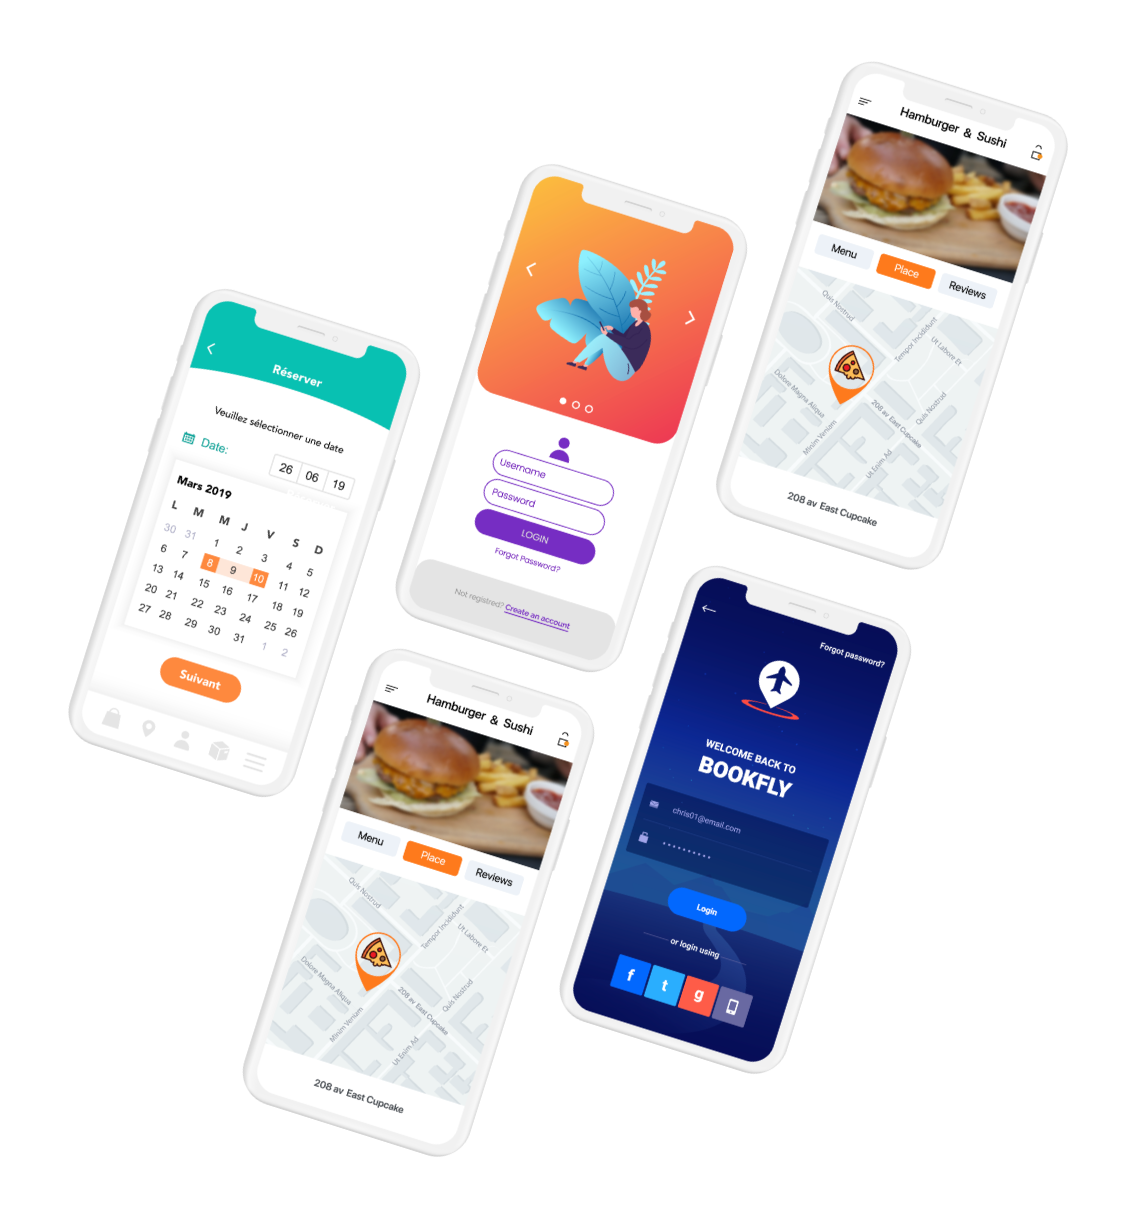 Réserver
Veuillez sélectionner une date
Date:
26 06 19
Mars 2019
L M M J V S D
30 31 1 2 3 4 5
6 7 8 9 10 11 12
13 14 15 16 17 18 19
20 21 22 23 24 25 26
27 28 29 30 31 1 2
Suivant
Username
Password
LOGIN
Forgot Password?
Not registred? Create an account
Hamburger & Sushi
Menu Place Reviews
Quis Nostrud
Tempor Incididunt
Ut Labore Et
Dolore Magna Aliqua
Minim Veniam
208 av East Cupcake
Quis Nostrud
Ut Enim Ad
208 av East Cupcake
Hamburger & Sushi
Menu Place Reviews
Quis Nostrud
Tempor Incididunt
Ut Labore Et
Dolore Magna Aliqua
Minim Veniam
208 av East Cupcake
Quis Nostrud
Ut Enim Ad
208 av East Cupcake
Forgot password?
WELCOME BACK TO
BOOKFLY
chris01@email.com
Login
or login using
f t g